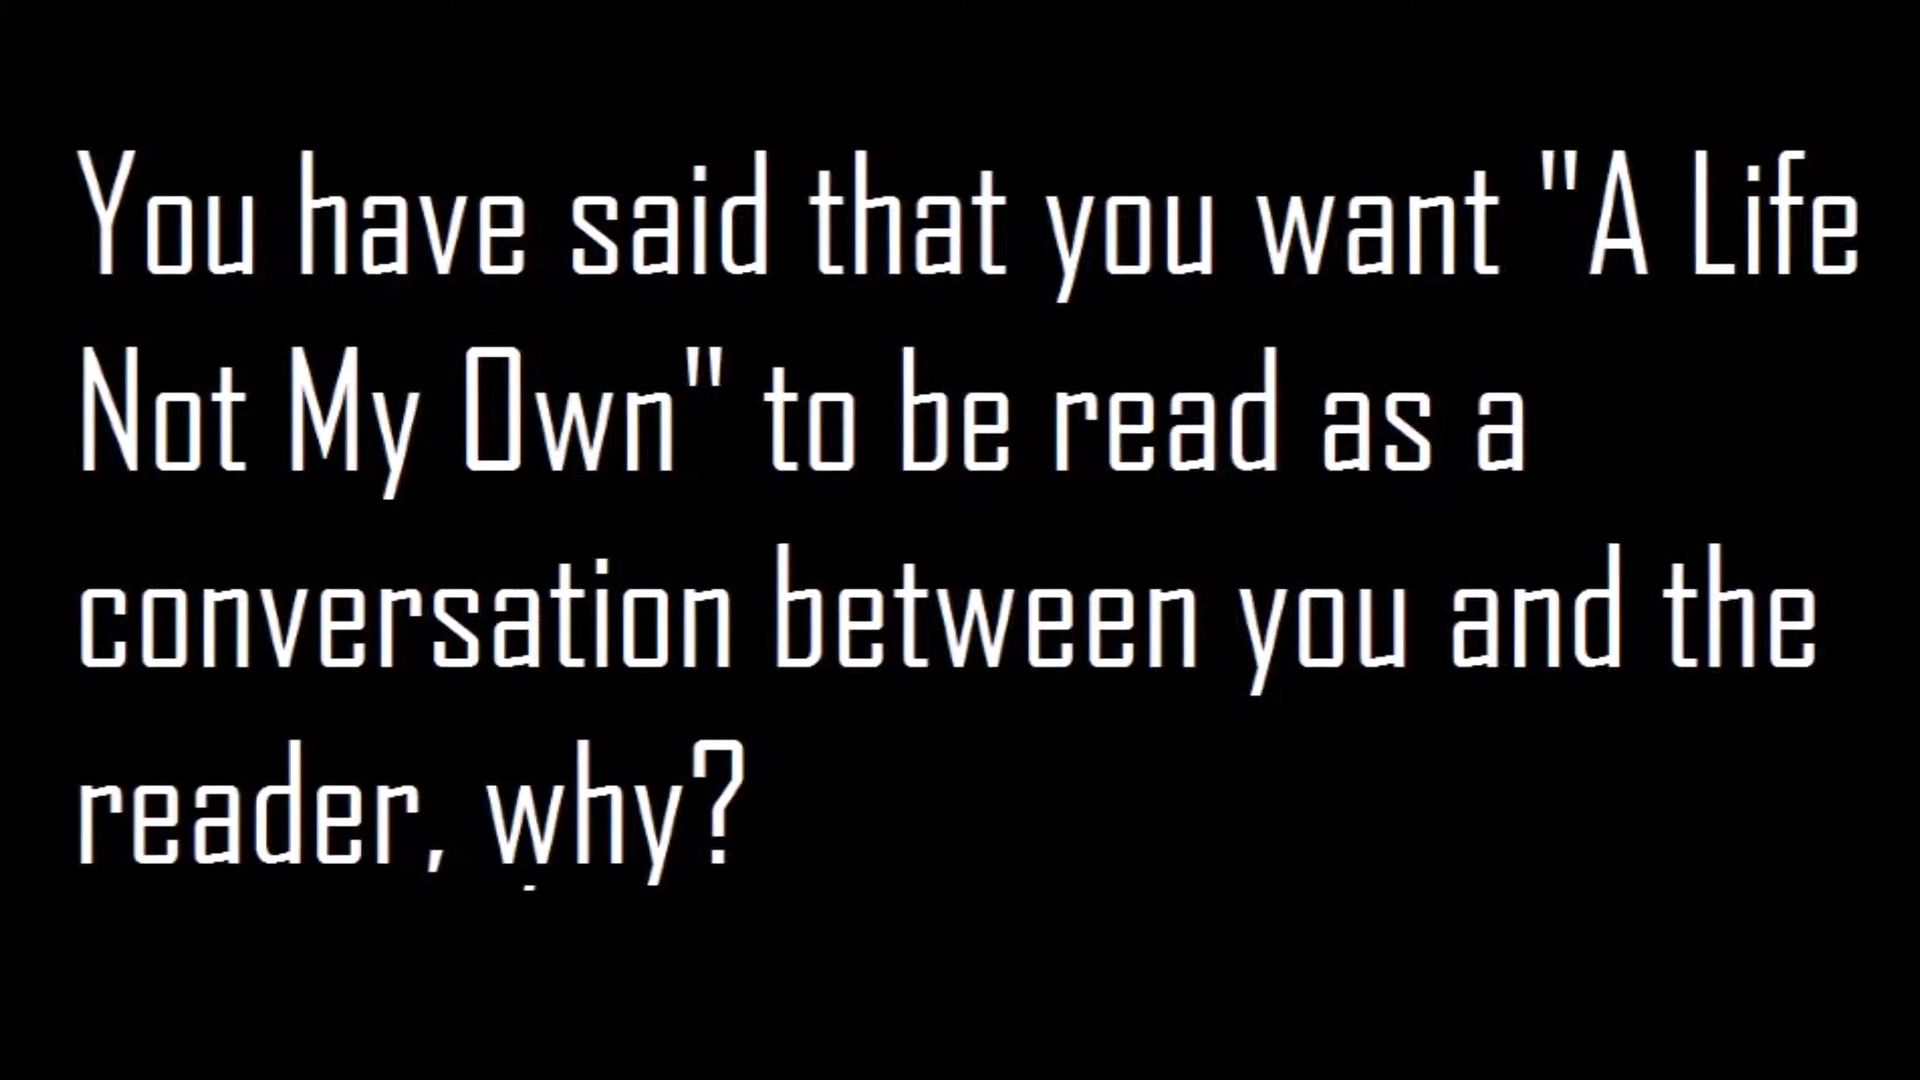 You have said that you want "A Life
Not My Own" to be read as a
conversation between you and the
reader, why?